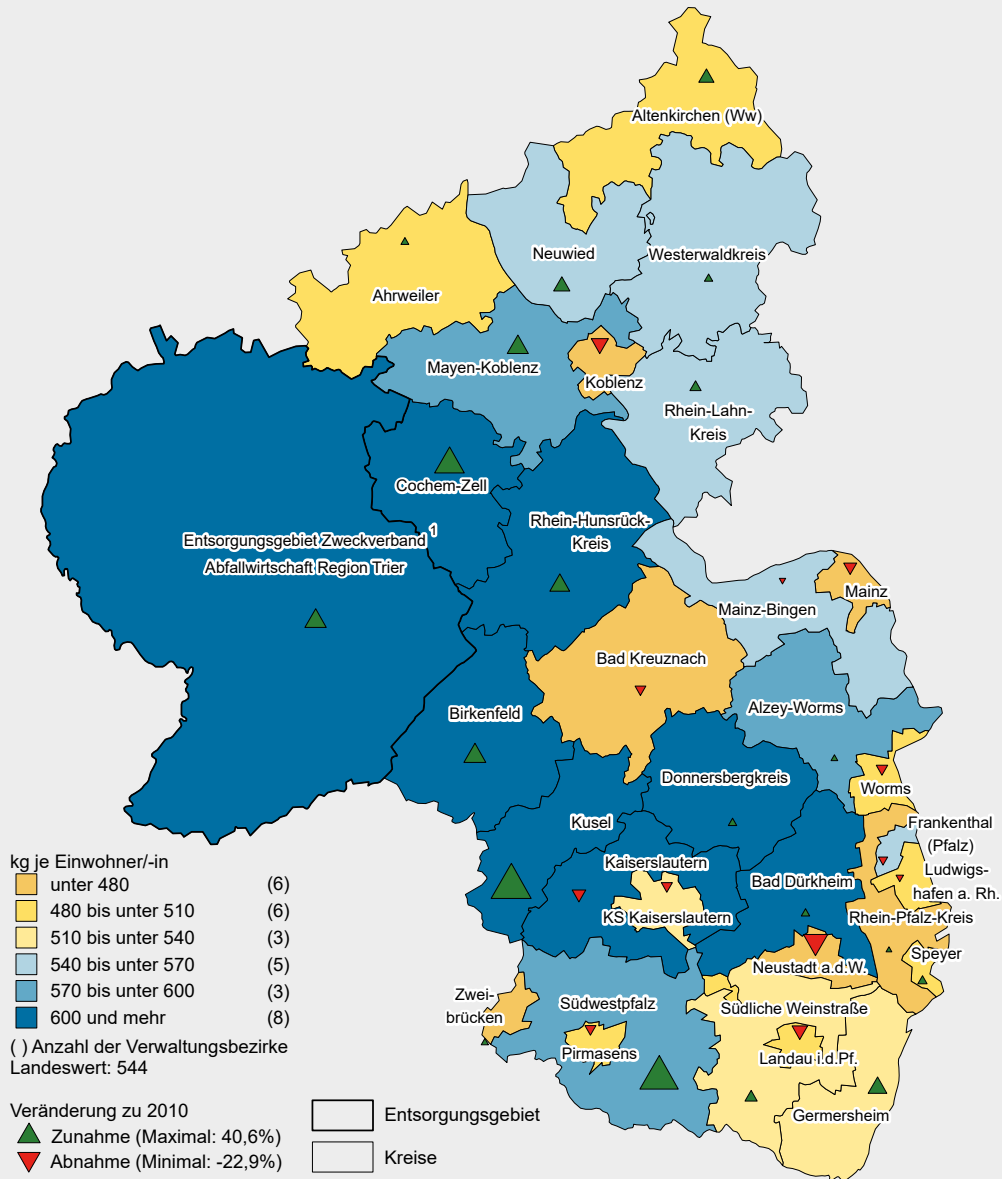 Altenkirchen (Ww)
Neuwied
Westerwaldkreis
Ahrweiler
Mayen-Koblenz
Koblenz
Rhein-Lahn-
Kreis
Cochem-Zell
Rhein-Hunsrück-
Kreis
Entsorgungsgebiet Zweckverband 1
Abfallwirtschaft Region Trier
Mainz-Bingen
Mainz
Bad Kreuznach
Birkenfeld
Alzey-Worms
Donnersbergkreis
Worms
Kusel
Frankenthal
(Pfalz)
Kaiserslautern
Ludwigs-
hafen a. Rh.
Bad Dürkheim
KS Kaiserslautern
Rhein-Pfalz-Kreis
Speyer
Neustadt a.d.W.
Zwei-
brücken
Südwestpfalz
Südliche Weinstraße
Pirmasens
Landau i.d.Pf.
Germersheim
kg je Einwohner/-in
unter 480 (6)
480 bis unter 510 (6)
510 bis unter 540 (3)
540 bis unter 570 (5)
570 bis unter 600 (3)
600 und mehr (8)
( ) Anzahl der Verwaltungsbezirke
Landeswert: 544
Veränderung zu 2010
Zunahme (Maximal: 40,6%)
Abnahme (Minimal: -22,9%)
Entsorgungsgebiet
Kreise